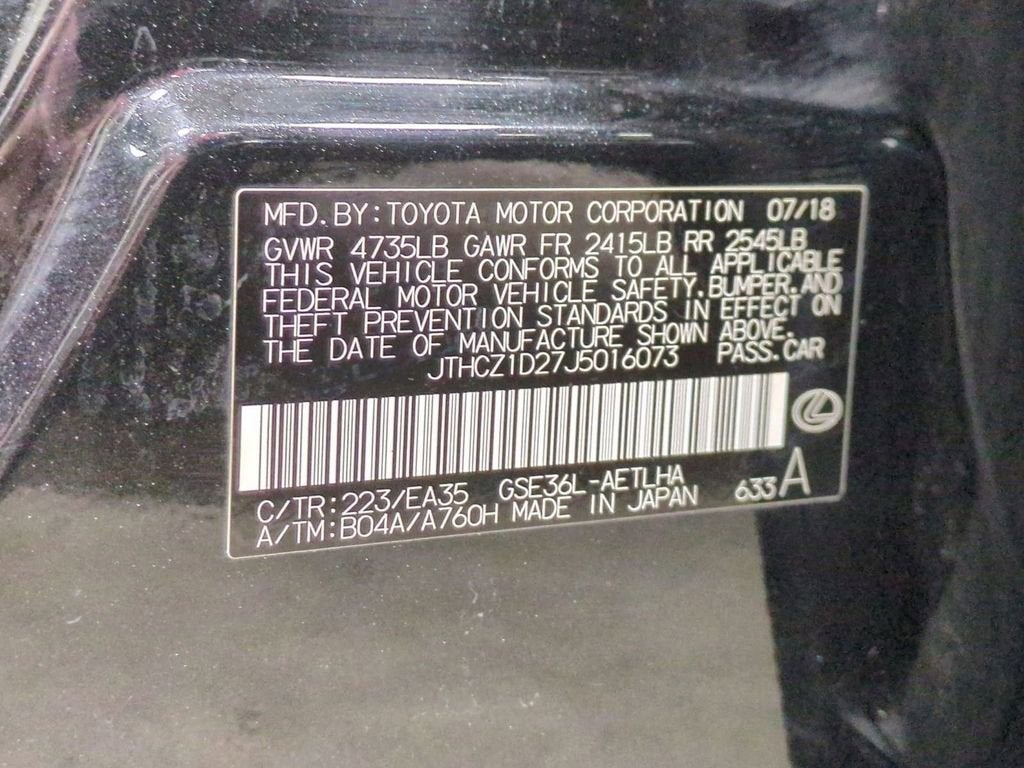 MFD. BY: TOYOTA MOTOR CORPORATION 07/18
GVWR 4735LB GAWR FR 2415LB RR 2545LB
THIS VEHICLE CONFORMS TO ALL APPLICABLE
FEDERAL MOTOR VEHICLE SAFETY, BUMPER, AND
THEFT PREVENTION STANDARDS IN EFFECT ON
THE DATE OF MANUFACTURE SHOWN ABOVE.
JTHCZ1D27J5016073 PASS. CAR
C/TR: 223/EA35 GSE36L-AETLHA 633 A
A/TM: B04A/A760H MADE IN JAPAN